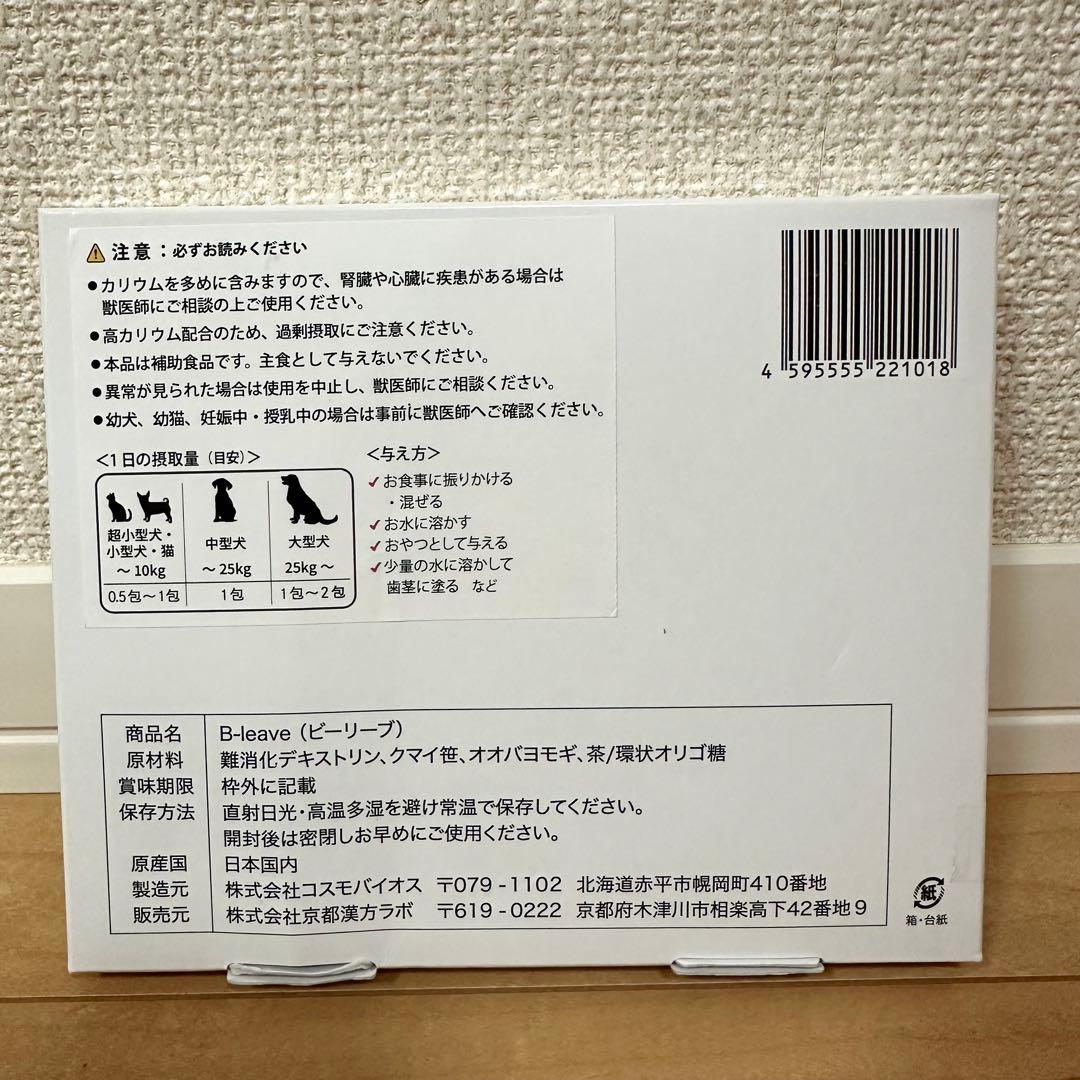 注意：必ずお読みください
●カリウムを多めに含みますので、腎臓や心臓に疾患がある場合は
獣医師にご相談の上ご使用ください。
●高カリウム配合のため、過剰摂取にご注意ください。
●本品は補助食品です。主食として与えないでください。
●異常が見られた場合は使用を中止し、獣医師にご相談ください。
●幼犬、幼猫、妊娠中・授乳中の場合は事前に獣医師へご確認ください。
＜1日の摂取量（目安）＞
超小型犬・
小型犬・猫
～10kg
0.5包～1包
中型犬
～25kg
1包
大型犬
25kg～
1包～2包
＜与え方＞
✓お食事に振りかける
・混ぜる
✓お水に溶かす
✓おやつとして与える
✓少量の水に溶かして
歯茎に塗る など
4 595555 221018
商品名 B-leave（ビーリーブ）
原材料 難消化デキストリン、クマイ笹、オオバヨモギ、茶/環状オリゴ糖
賞味期限 枠外に記載
保存方法 直射日光・高温多湿を避け常温で保存してください。
開封後は密閉しお早めにご使用ください。
原産国 日本国内
製造元 株式会社コスモバイオス 〒079-1102 北海道赤平市幌岡町410番地
販売元 株式会社京都漢方ラボ 〒619-0222 京都府木津川市相楽高下42番地9
紙
箱・台紙